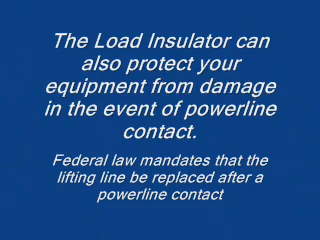 The Load Insulator can
also protect your
equipment from damage
in the event of powerline
contact.
Federal law mandates that the
lifting line be replaced after a
powerline contact